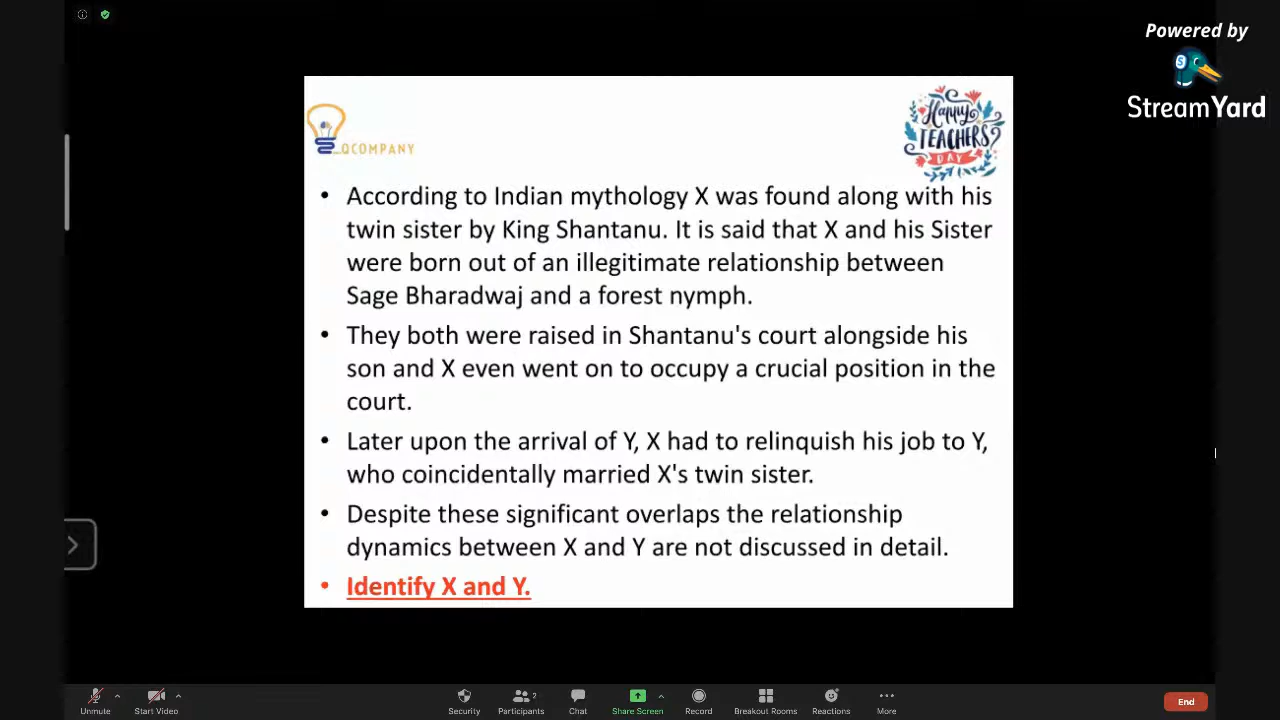 Powered by
StreamYard
QCOMPANY
Happy
TEACHERS?
DAY
• According to Indian mythology X was found along with his
twin sister by King Shantanu. It is said that X and his Sister
were born out of an illegitimate relationship between
Sage Bharadwaj and a forest nymph.
• They both were raised in Shantanu's court alongside his
son and X even went on to occupy a crucial position in the
court.
• Later upon the arrival of Y, X had to relinquish his job to Y,
who coincidentally married X's twin sister.
• Despite these significant overlaps the relationship
dynamics between X and Y are not discussed in detail.
• Identify X and Y.
Unmute
Start Video
Security
Participants 2
Chat
Share Screen
Record
Breakout Rooms
Reactions
More
End